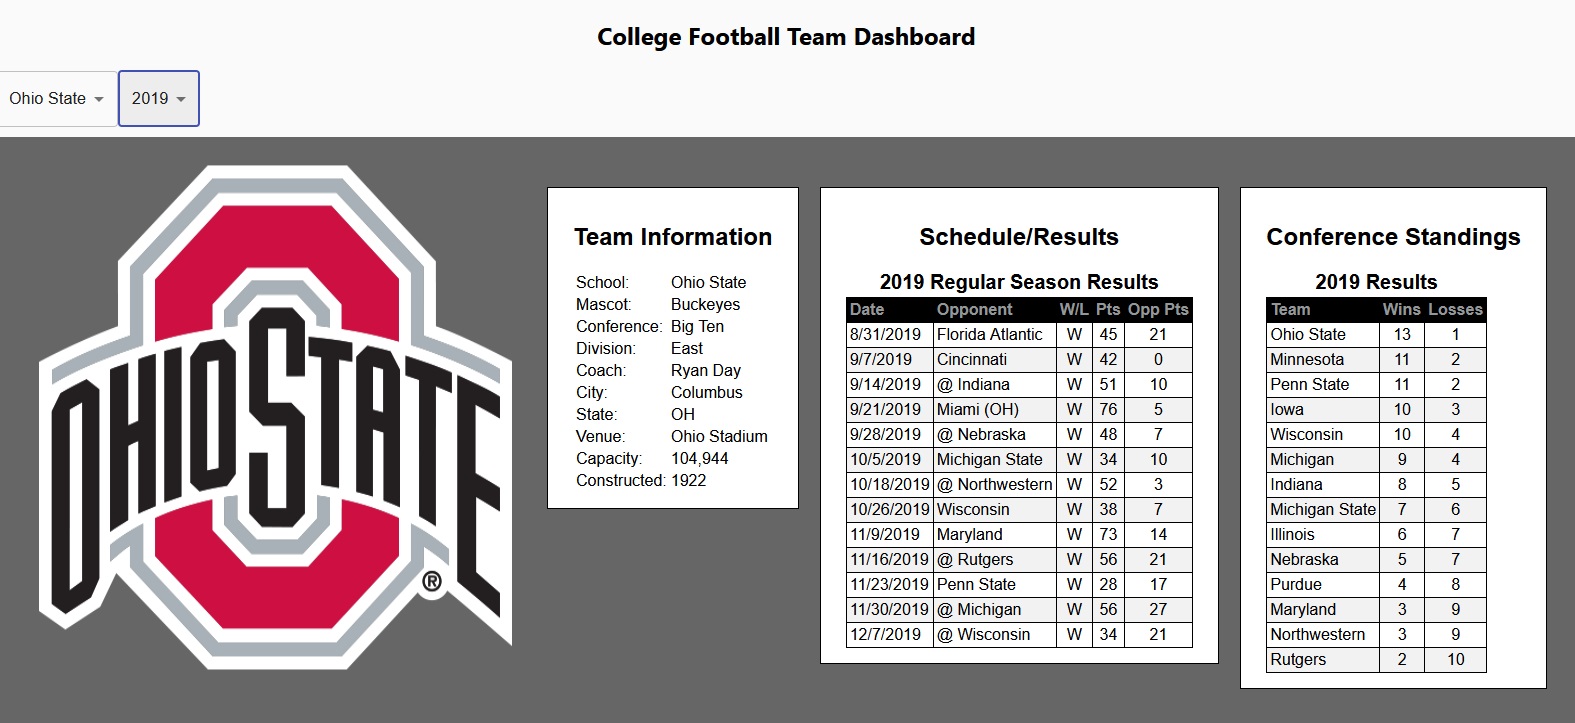 College Football Team Dashboard
Ohio State 2019
OHIO STATE
®
Team Information
School: Ohio State
Mascot: Buckeyes
Conference: Big Ten
Division: East
Coach: Ryan Day
City: Columbus
State: OH
Venue: Ohio Stadium
Capacity: 104,944
Constructed: 1922
Schedule/Results
2019 Regular Season Results
Date Opponent W/L Pts Opp Pts
8/31/2019 Florida Atlantic W 45 21
9/7/2019 Cincinnati W 42 0
9/14/2019 @ Indiana W 51 10
9/21/2019 Miami (OH) W 76 5
9/28/2019 @ Nebraska W 48 7
10/5/2019 Michigan State W 34 10
10/18/2019 @ Northwestern W 52 3
10/26/2019 Wisconsin W 38 7
11/9/2019 Maryland W 73 14
11/16/2019 @ Rutgers W 56 21
11/23/2019 Penn State W 28 17
11/30/2019 @ Michigan W 56 27
12/7/2019 @ Wisconsin W 34 21
Conference Standings
2019 Results
Team Wins Losses
Ohio State 13 1
Minnesota 11 2
Penn State 11 2
Iowa 10 3
Wisconsin 10 4
Michigan 9 4
Indiana 8 5
Michigan State 7 6
Illinois 6 7
Nebraska 5 7
Purdue 4 8
Maryland 3 9
Northwestern 3 9
Rutgers 2 10